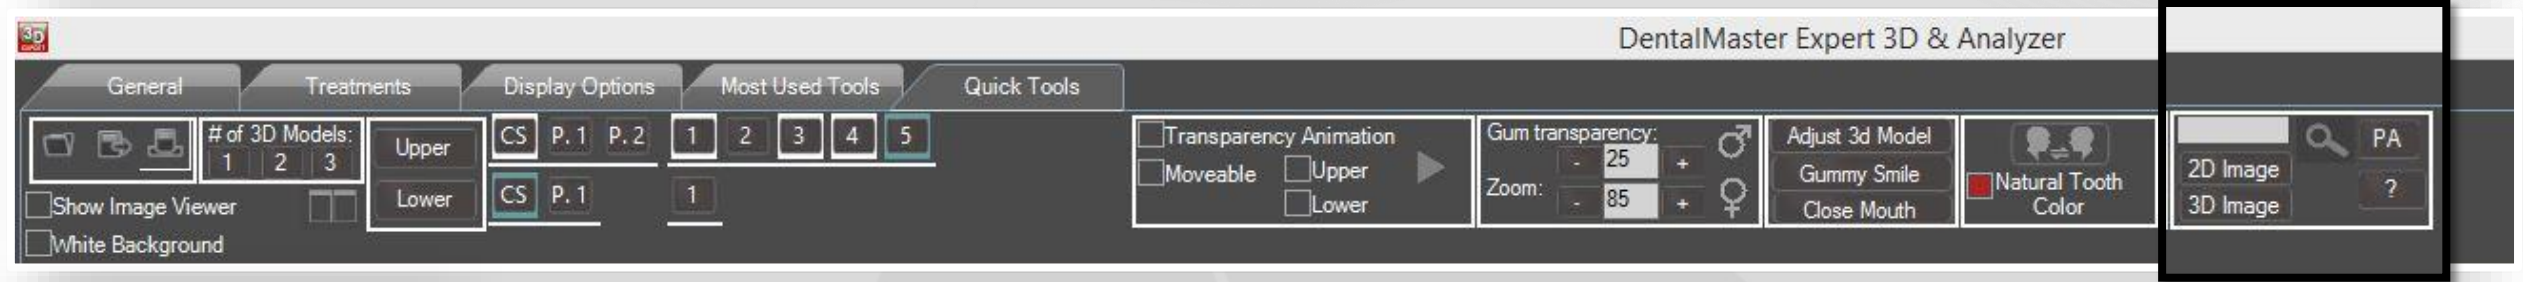 3D
DentalMaster Expert 3D & Analyzer
General Treatments Display Options Most Used Tools Quick Tools
# of 3D Models:
1 2 3
Show Image Viewer
White Background
Upper
Lower
CS P. 1 P. 2 1 2 3 4 5
CS P. 1 1
Transparency Animation
Moveable Upper
Lower
Gum transparency:
- 25 +
Zoom: - 85 +
Adjust 3d Model
Gummy Smile
Close Mouth
Natural Tooth
Color
PA
2D Image
3D Image
?